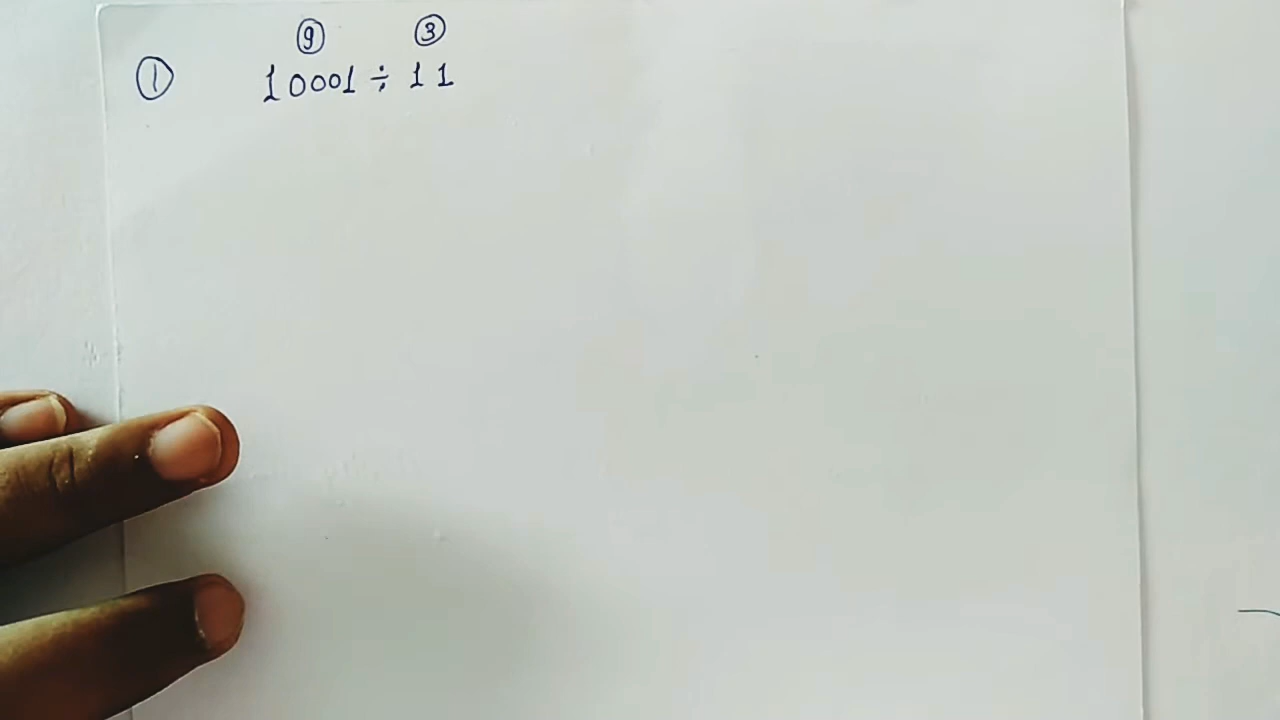 ⑨ ③
① 10001 ÷ 11